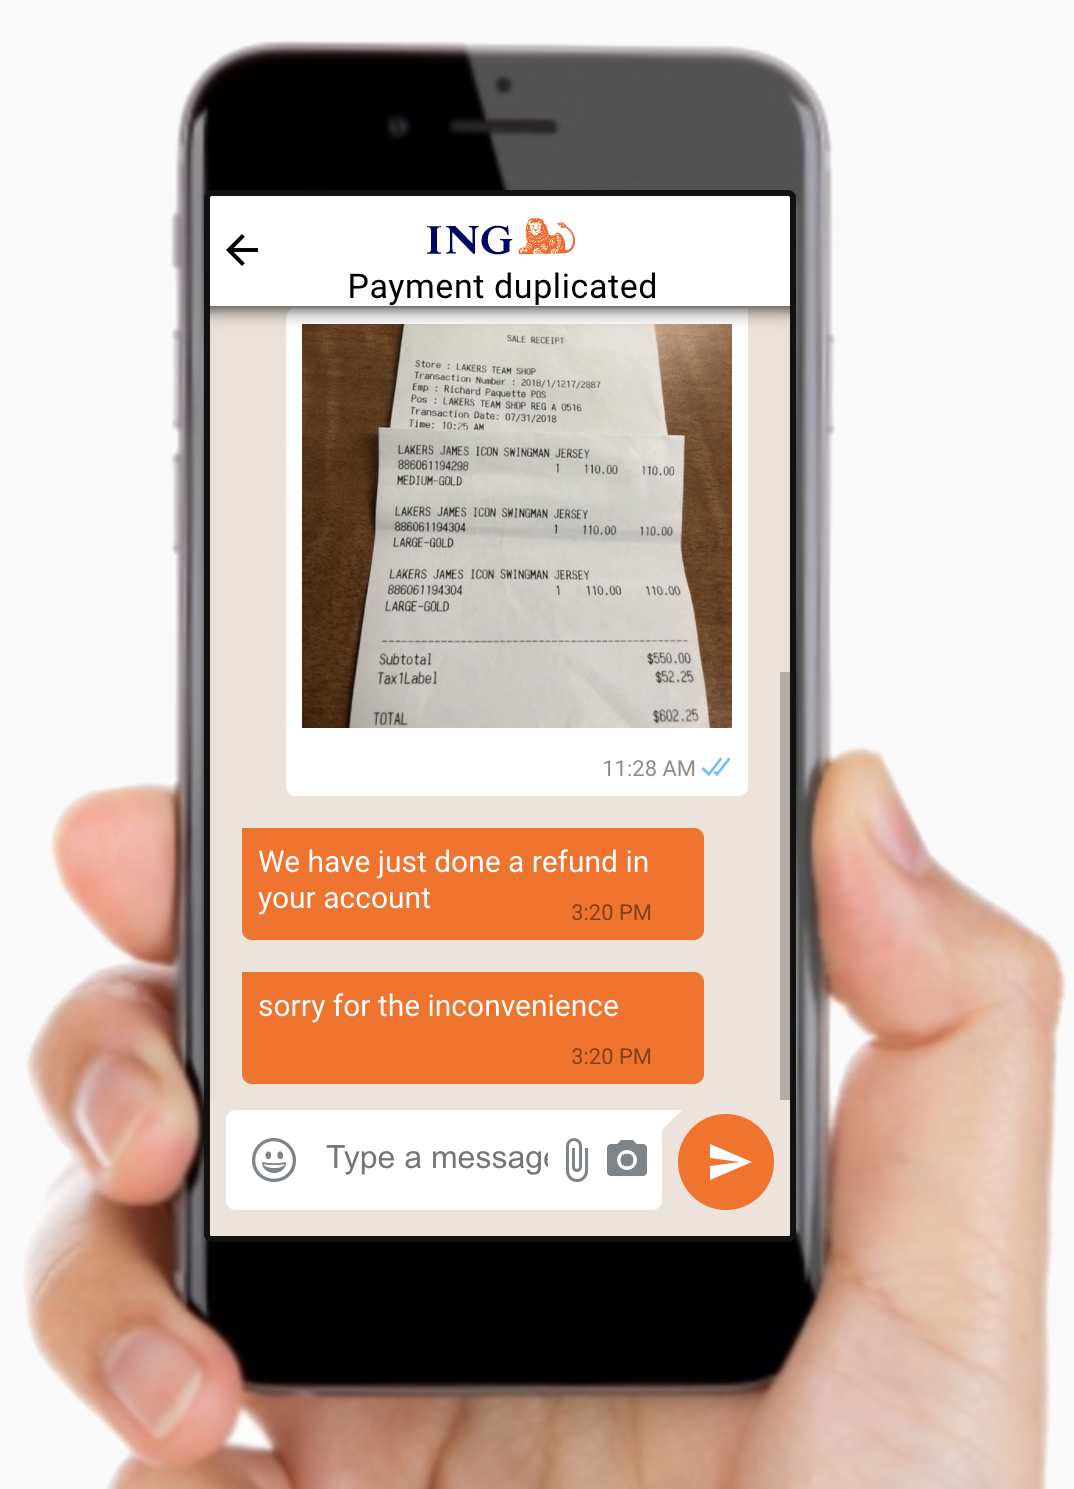 ING
Payment duplicated
SALE RECEIPT
Store : LAKERS TEAM SHOP
Transaction Number : 2018/1/1217/2887
Emp : Richard Paquette POS
Pos : LAKERS TEAM SHOP REG A 0516
Transaction Date: 07/31/2018
Time: 10:25 AM
LAKERS JAMES ICON SWINGMAN JERSEY
886061194298 1 110.00 110.00
MEDIUM-GOLD
LAKERS JAMES ICON SWINGMAN JERSEY
886061194304 1 110.00 110.00
LARGE-GOLD
LAKERS JAMES ICON SWINGMAN JERSEY
886061194304 1 110.00 110.00
LARGE-GOLD
Subtotal $550.00
Tax1Label $52.25
TOTAL $602.25
11:28 AM
We have just done a refund in
your account
3:20 PM
sorry for the inconvenience
3:20 PM
Type a message